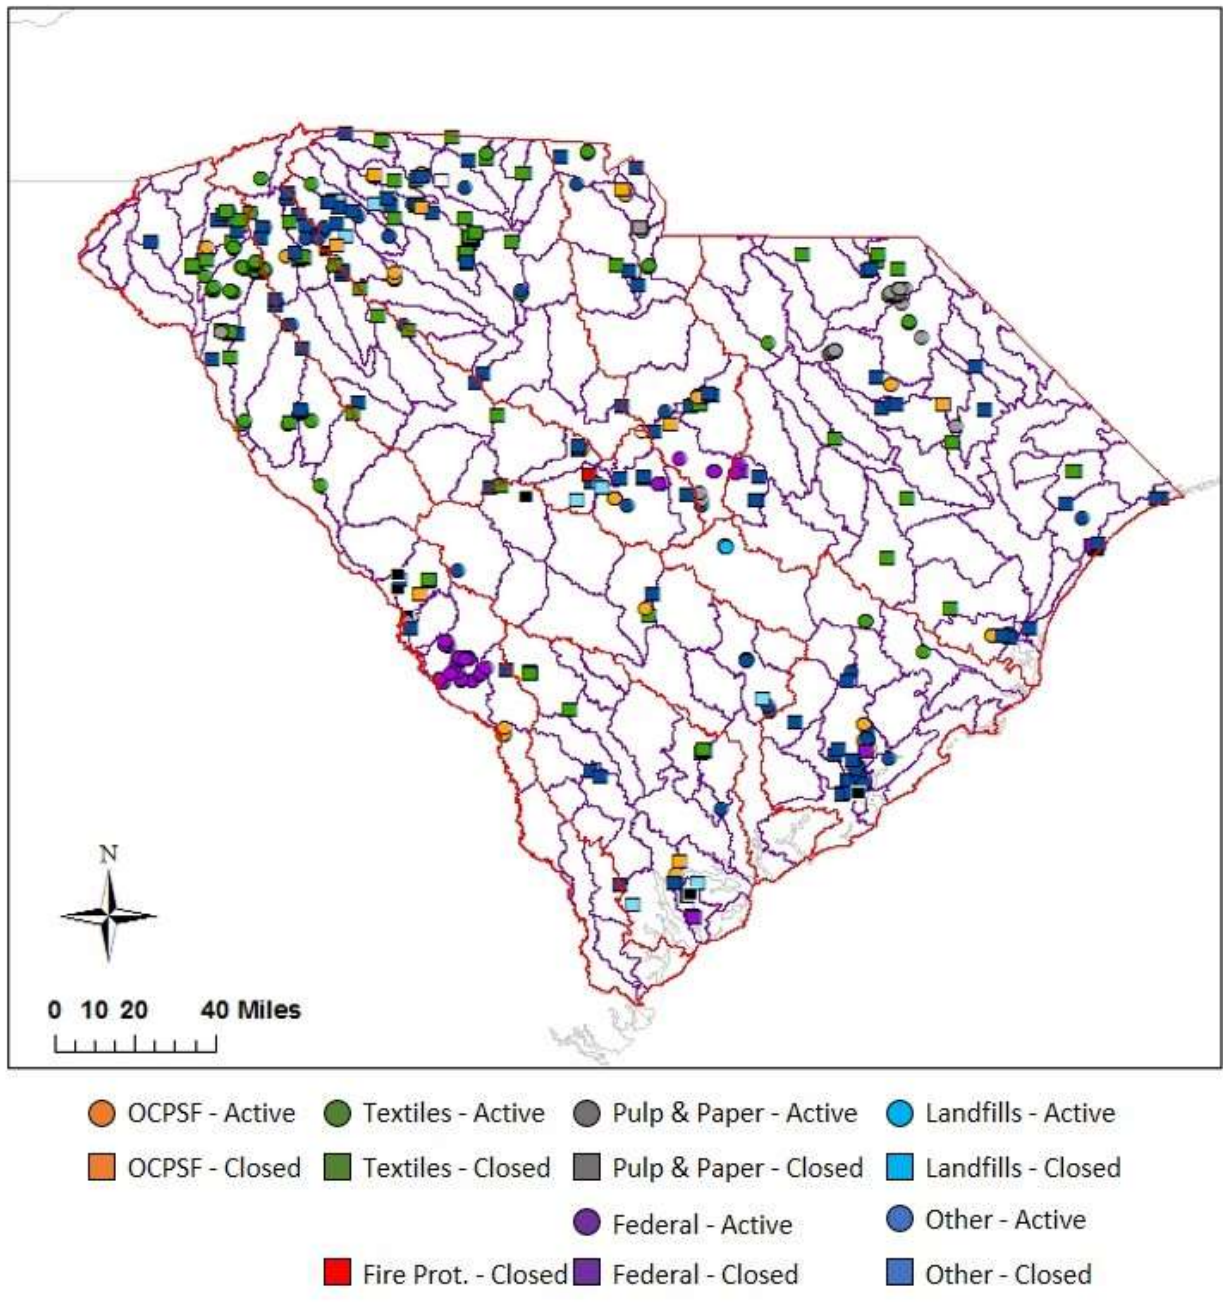 N
0 10 20 40 Miles
OCPSF - Active Textiles - Active Pulp & Paper - Active Landfills - Active
OCPSF - Closed Textiles - Closed Pulp & Paper - Closed Landfills - Closed
Federal - Active Other - Active
Fire Prot. - Closed Federal - Closed Other - Closed